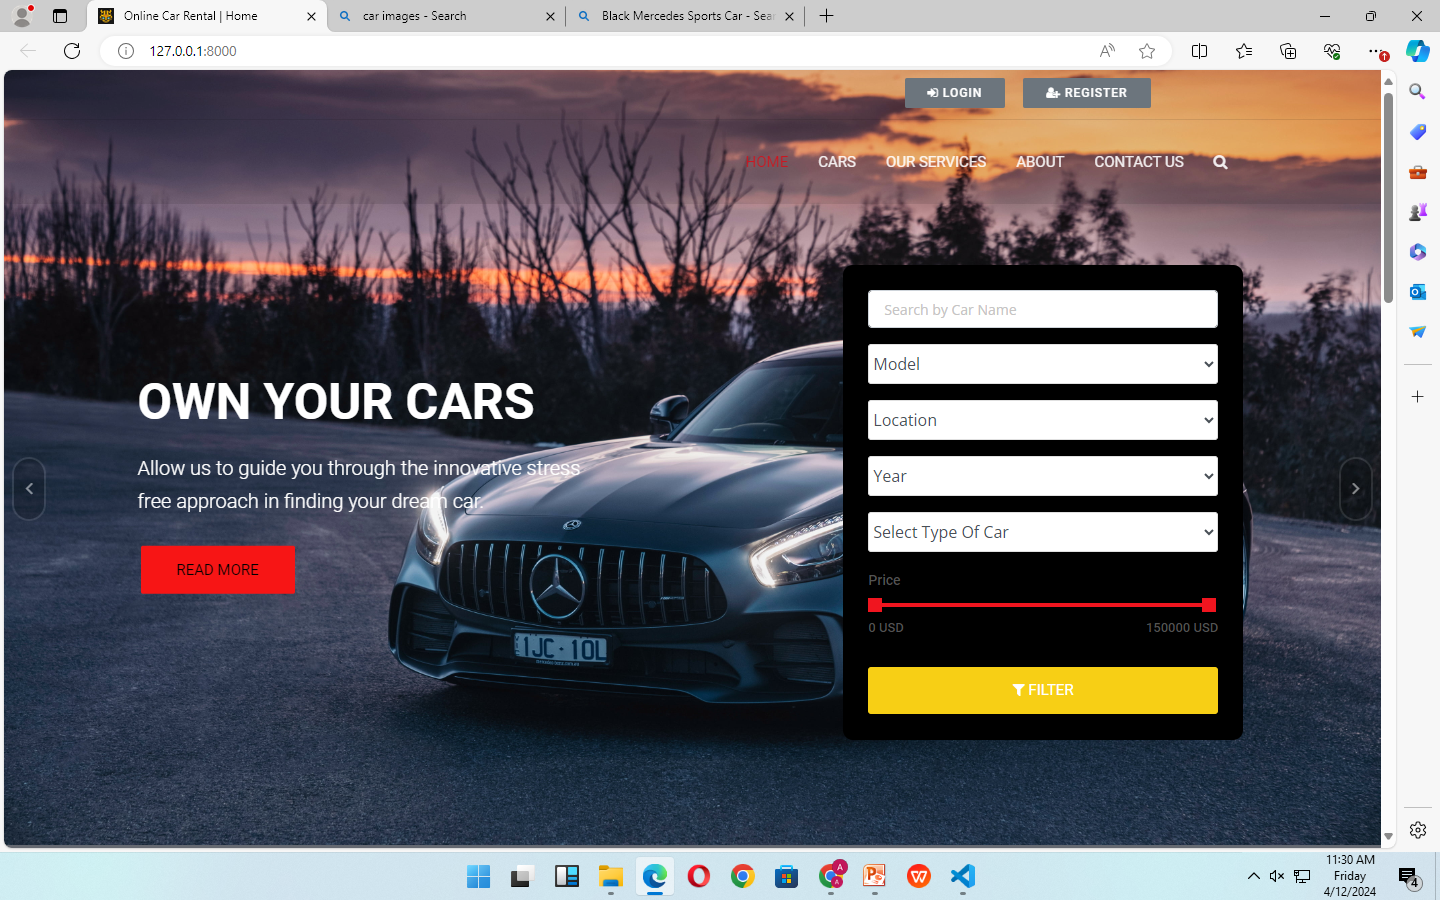 Online Car Rental | Home
car images - Search
Black Mercedes Sports Car - Sear
127.0.0.1:8000
LOGIN
REGISTER
HOME
CARS
OUR SERVICES
ABOUT
CONTACT US
Search by Car Name
Model
Location
Year
Select Type Of Car
Price
0 USD
150000 USD
FILTER
OWN YOUR CARS
Allow us to guide you through the innovative stress
free approach in finding your dream car.
READ MORE
1JC·10L
11:30 AM
Friday
4/12/2024
4